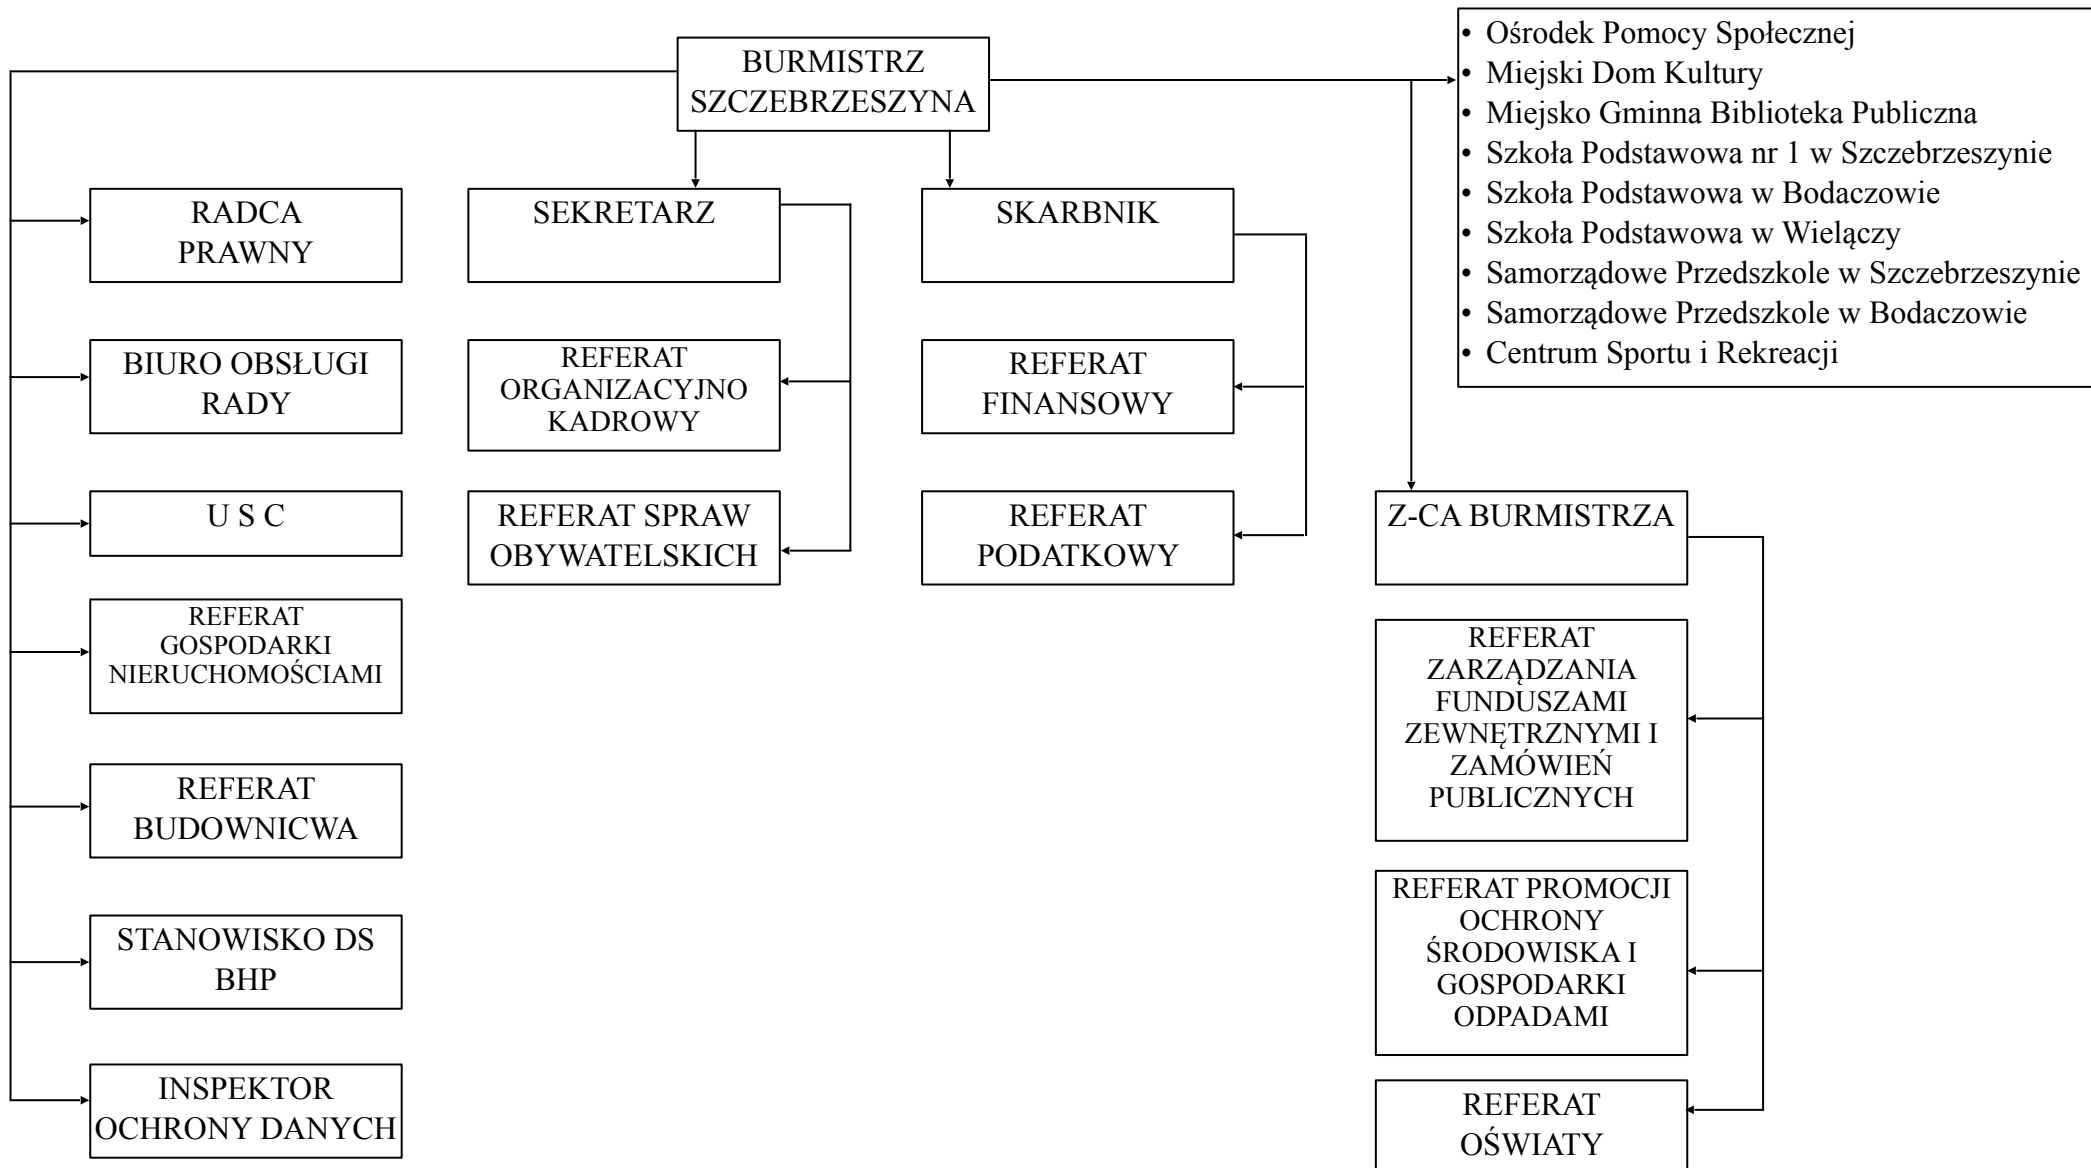 BURMISTRZ
SZCZEBRZESZYNA
• Ośrodek Pomocy Społecznej
• Miejski Dom Kultury
• Miejsko Gminna Biblioteka Publiczna
• Szkoła Podstawowa nr 1 w Szczebrzeszynie
• Szkoła Podstawowa w Bodaczowie
• Szkoła Podstawowa w Wielączy
• Samorządowe Przedszkole w Szczebrzeszynie
• Samorządowe Przedszkole w Bodaczowie
• Centrum Sportu i Rekreacji
RADCA
PRAWNY
BIURO OBSŁUGI
RADY
U S C
REFERAT
GOSPODARKI
NIERUCHOMOŚCIAMI
REFERAT
BUDOWNICWA
STANOWISKO DS
BHP
INSPEKTOR
OCHRONY DANYCH
SEKRETARZ
REFERAT
ORGANIZACYJNO
KADROWY
REFERAT SPRAW
OBYWATELSKICH
SKARBNIK
REFERAT
FINANSOWY
REFERAT
PODATKOWY
Z-CA BURMISTRZA
REFERAT
ZARZĄDZANIA
FUNDUSZAMI
ZEWNĘTRZNYMI I
ZAMÓWIEŃ
PUBLICZNYCH
REFERAT PROMOCJI
OCHRONY
ŚRODOWISKA I
GOSPODARKI
ODPADAMI
REFERAT
OŚWIATY